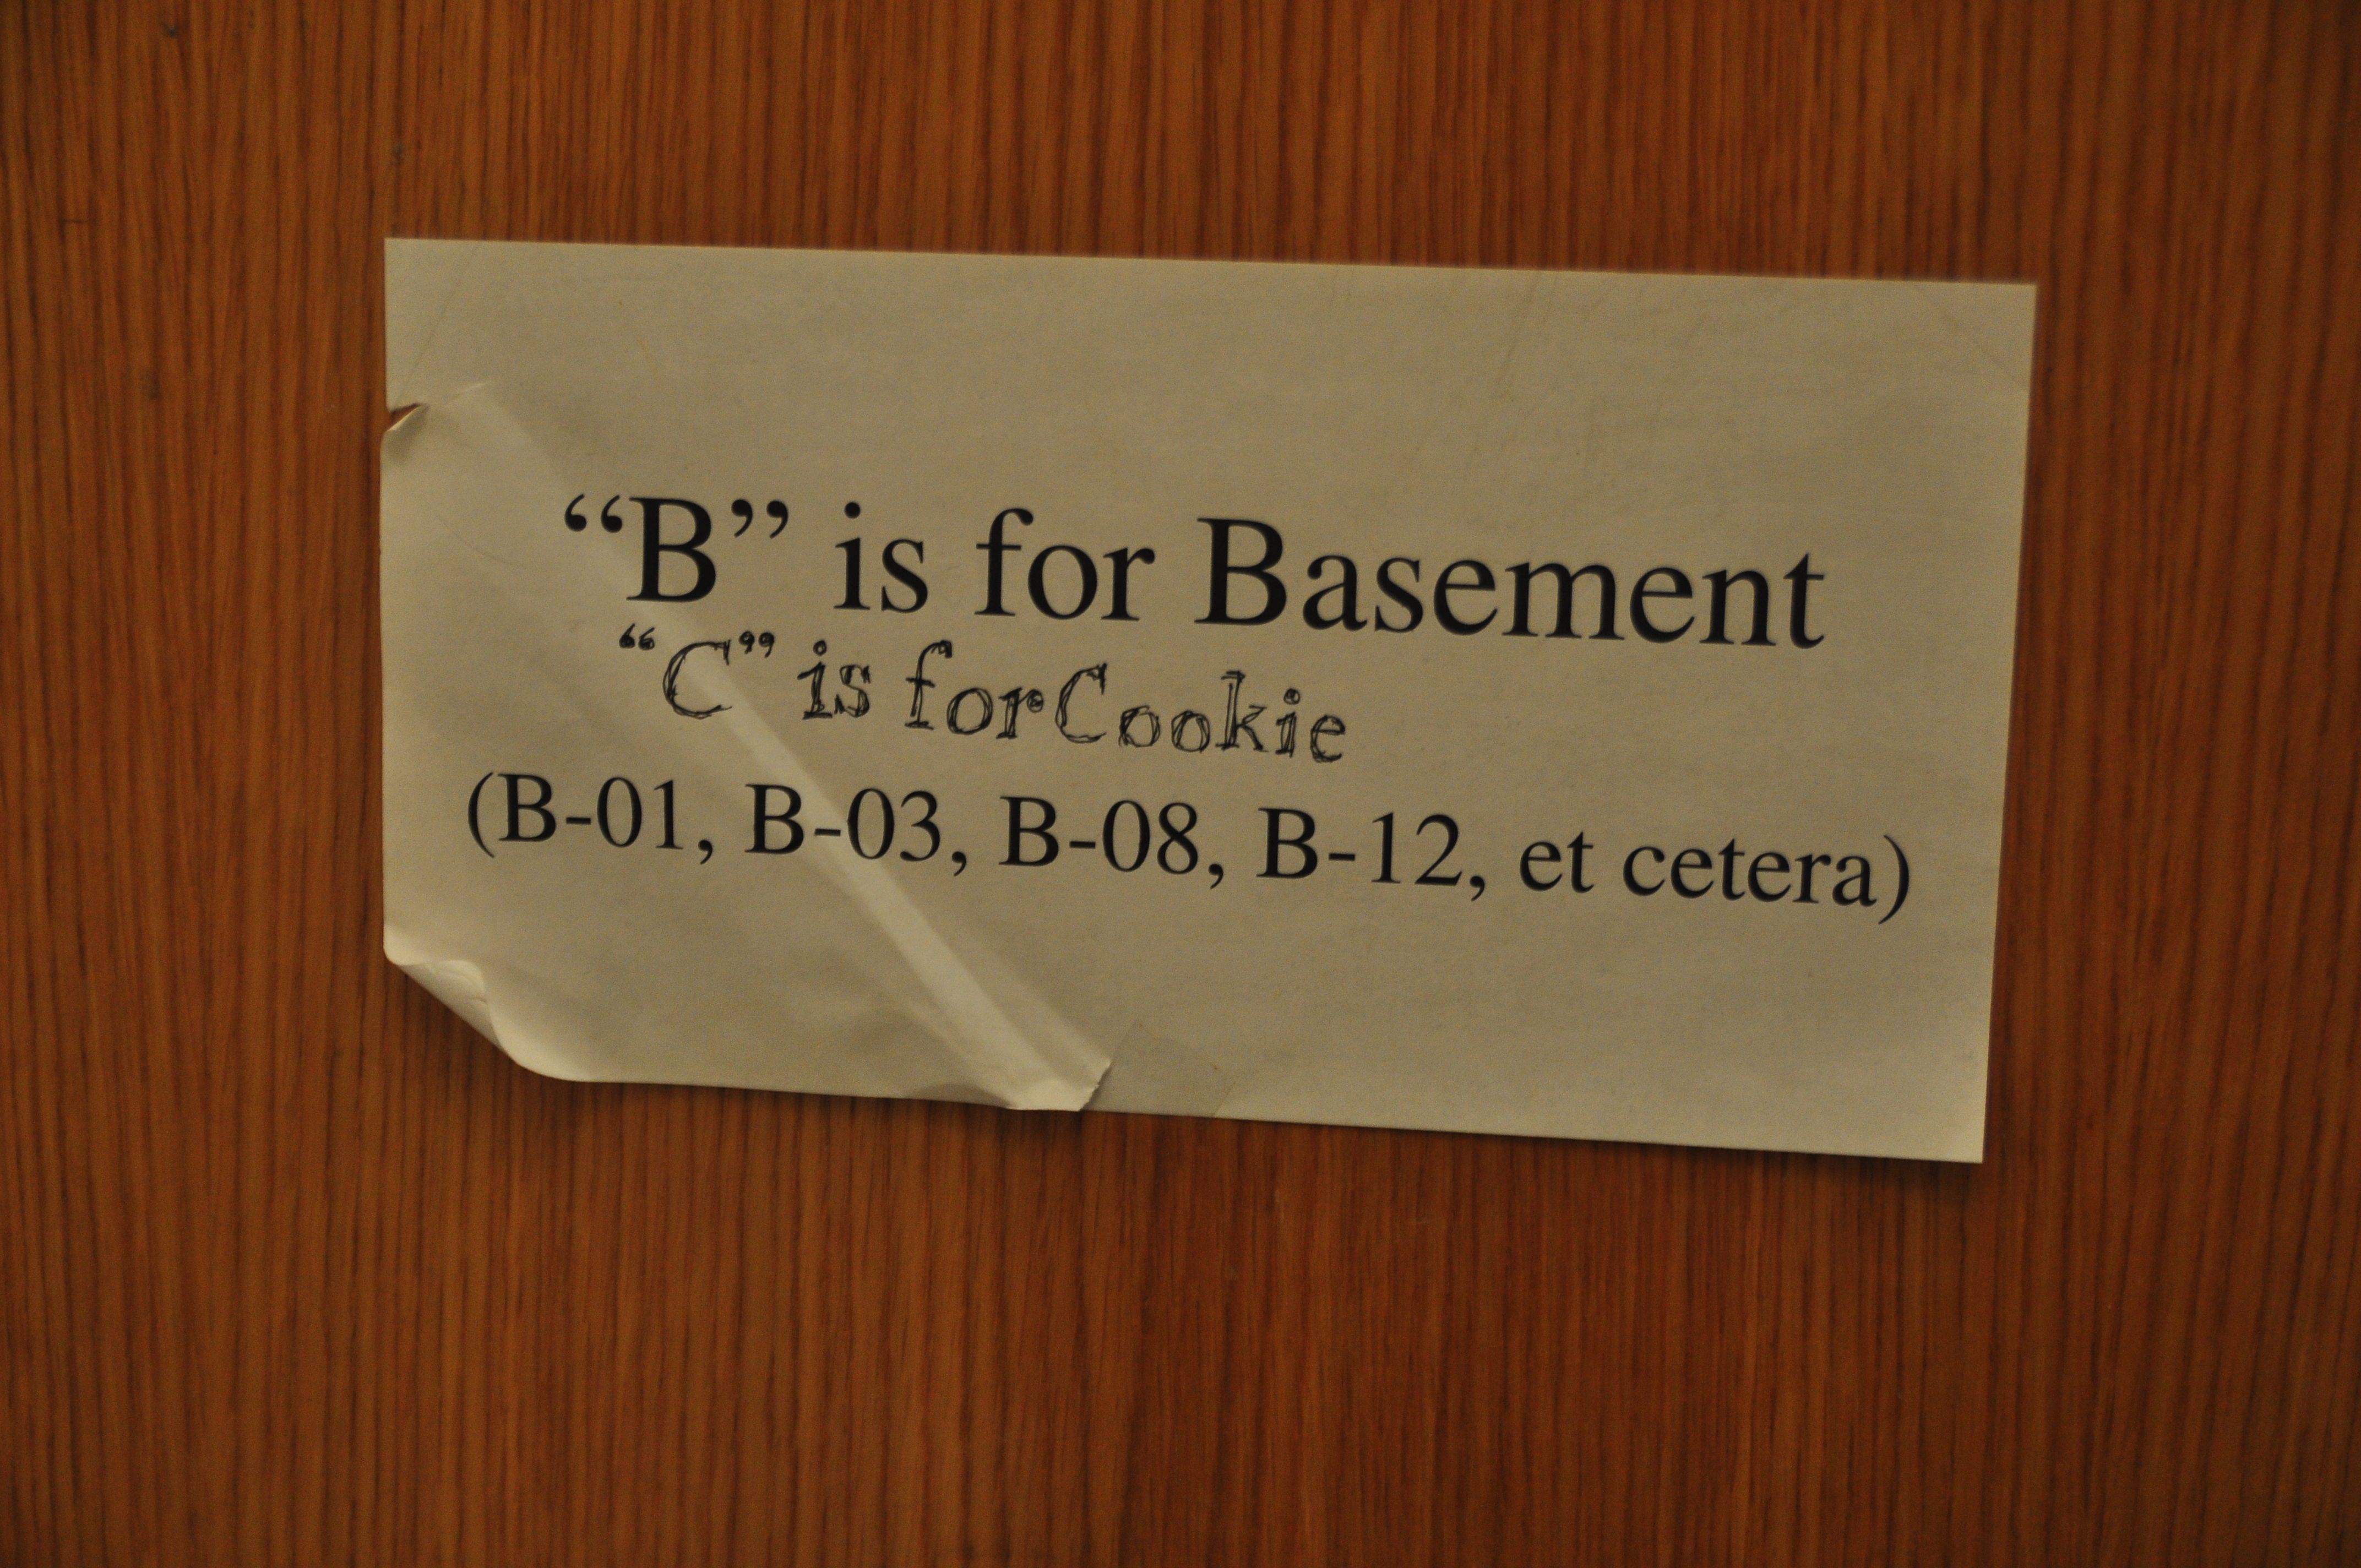 “B” is for Basement
“C” is for Cookie
(B-01, B-03, B-08, B-12, et cetera)